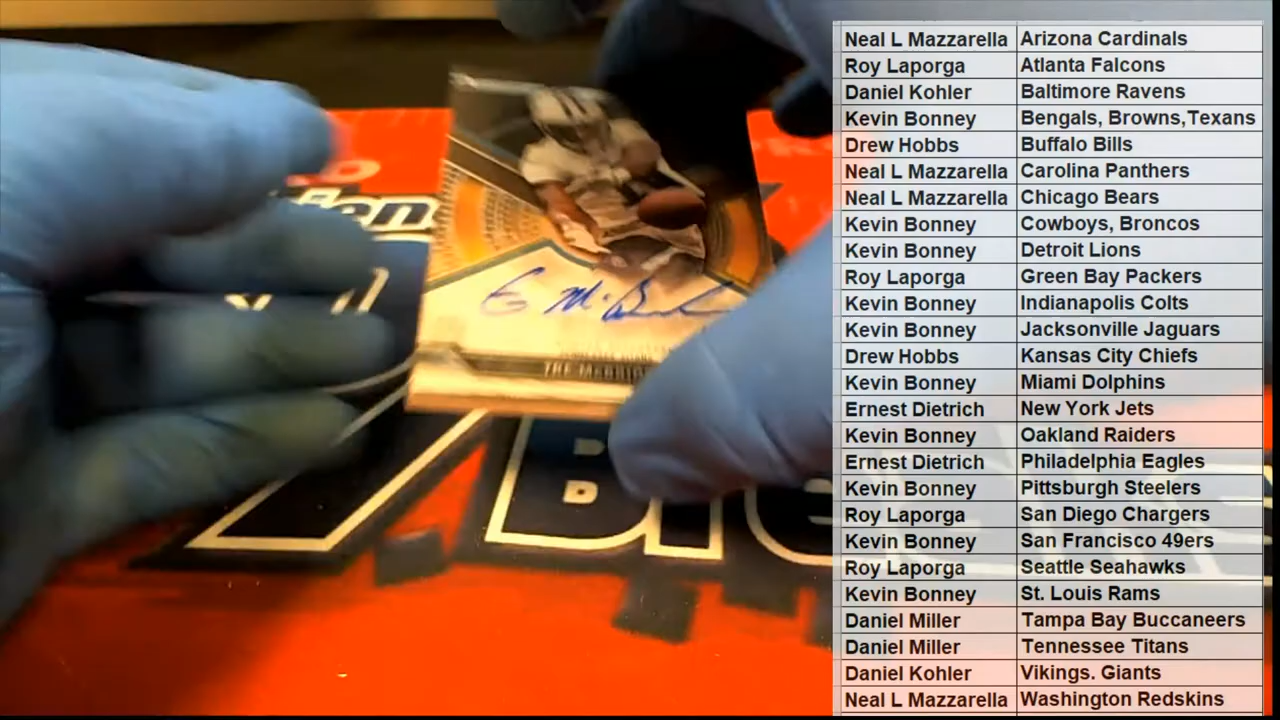 Neal L Mazzarella Arizona Cardinals
Roy Laporga Atlanta Falcons
Daniel Kohler Baltimore Ravens
Kevin Bonney Bengals, Browns,Texans
Drew Hobbs Buffalo Bills
Neal L Mazzarella Carolina Panthers
Neal L Mazzarella Chicago Bears
Kevin Bonney Cowboys, Broncos
Kevin Bonney Detroit Lions
Roy Laporga Green Bay Packers
Kevin Bonney Indianapolis Colts
Kevin Bonney Jacksonville Jaguars
Drew Hobbs Kansas City Chiefs
Kevin Bonney Miami Dolphins
Ernest Dietrich New York Jets
Kevin Bonney Oakland Raiders
Ernest Dietrich Philadelphia Eagles
Kevin Bonney Pittsburgh Steelers
Roy Laporga San Diego Chargers
Kevin Bonney San Francisco 49ers
Roy Laporga Seattle Seahawks
Kevin Bonney St. Louis Rams
Daniel Miller Tampa Bay Buccaneers
Daniel Miller Tennessee Titans
Daniel Kohler Vikings. Giants
Neal L Mazzarella Washington Redskins